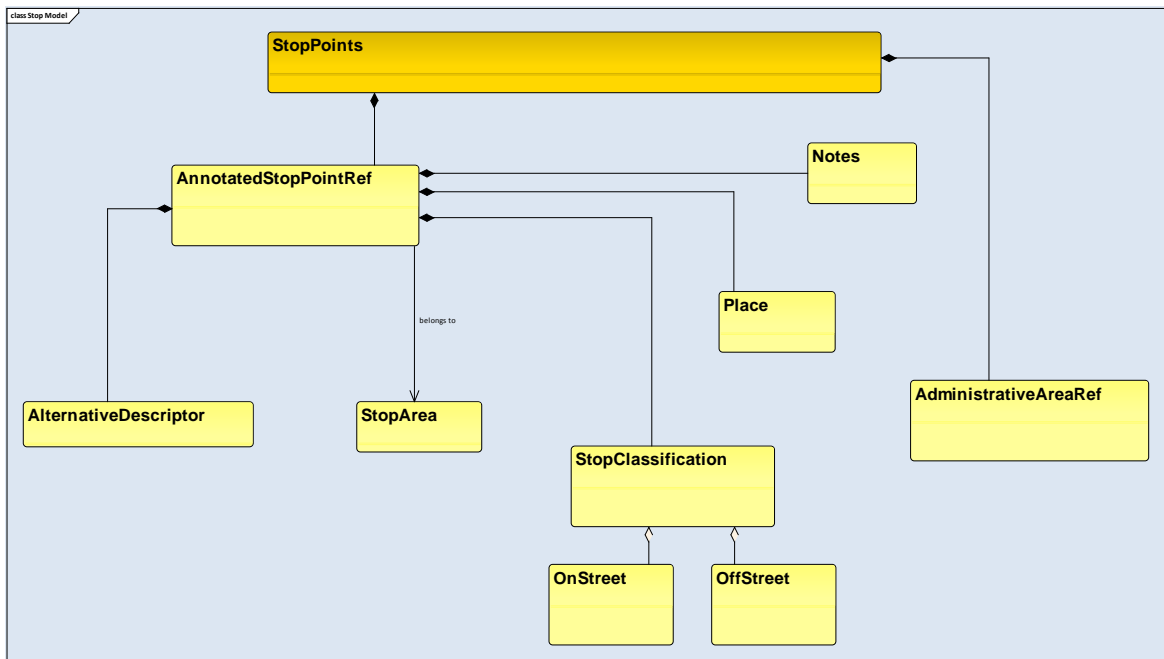 class Stop Model
StopPoints
Notes
AnnotatedStopPointRef
Place
belongs to
AdministrativeAreaRef
AlternativeDescriptor
StopArea
StopClassification
OnStreet
OffStreet